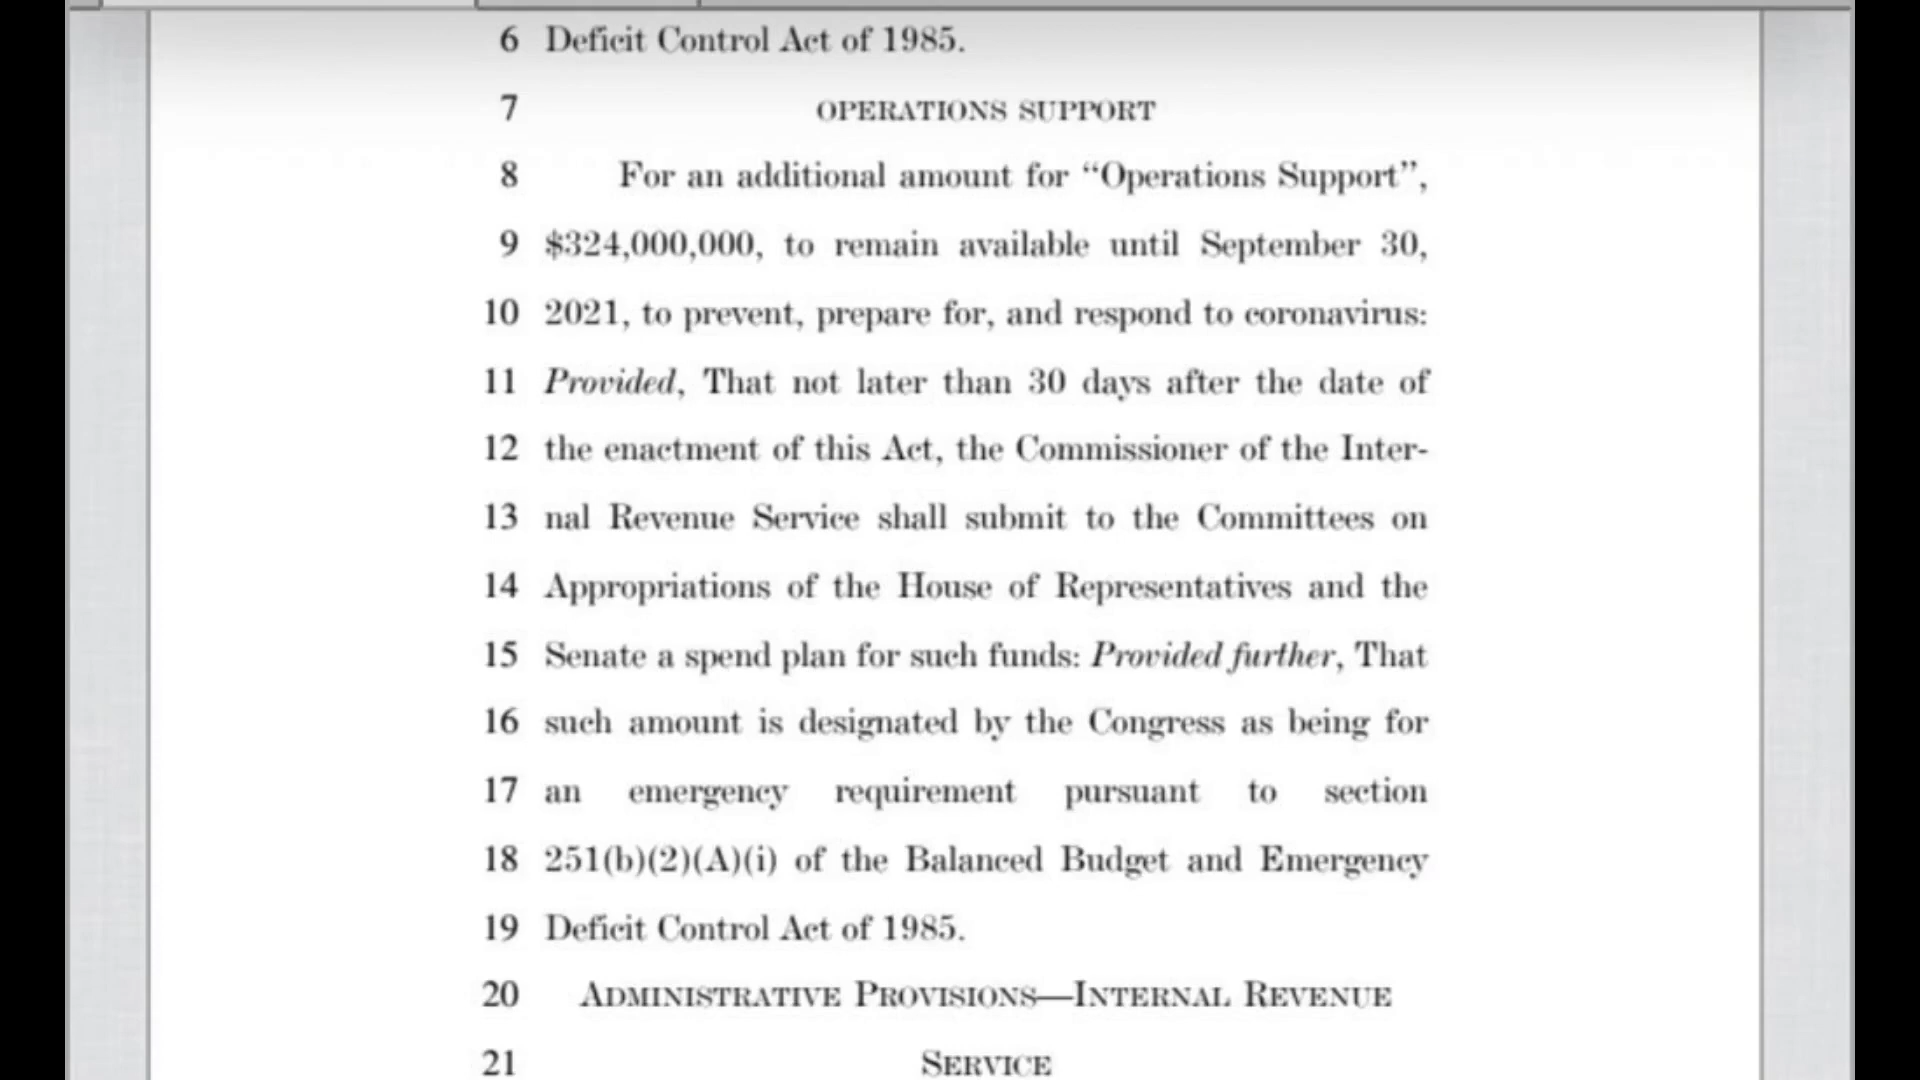 6 Deficit Control Act of 1985.
7 OPERATIONS SUPPORT
8 For an additional amount for “Operations Support”,
9 $324,000,000, to remain available until September 30,
10 2021, to prevent, prepare for, and respond to coronavirus:
11 Provided, That not later than 30 days after the date of
12 the enactment of this Act, the Commissioner of the Inter-
13 nal Revenue Service shall submit to the Committees on
14 Appropriations of the House of Representatives and the
15 Senate a spend plan for such funds: Provided further, That
16 such amount is designated by the Congress as being for
17 an emergency requirement pursuant to section
18 251(b)(2)(A)(i) of the Balanced Budget and Emergency
19 Deficit Control Act of 1985.
20 ADMINISTRATIVE PROVISIONS—INTERNAL REVENUE
21 SERVICE